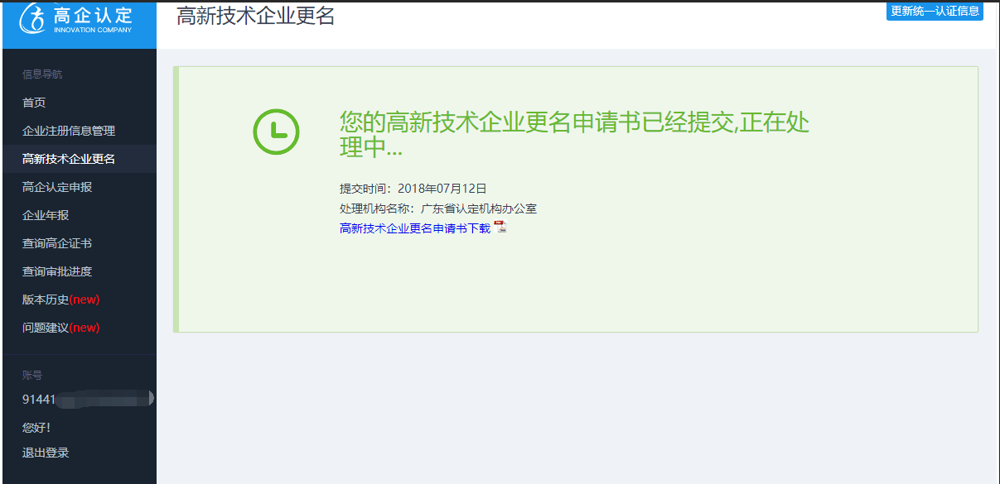 高企认定
INNOVATION COMPANY
高新技术企业更名
更新统一认证信息
信息导航
首页
企业注册信息管理
高新技术企业更名
高企认定申报
企业年报
查询高企证书
查询审批进度
版本历史(new)
问题建议(new)
账号
91441
您好!
退出登录
您的高新技术企业更名申请书已经提交,正在处
理中...
提交时间：2018年07月12日
处理机构名称：广东省认定机构办公室
高新技术企业更名申请书下载